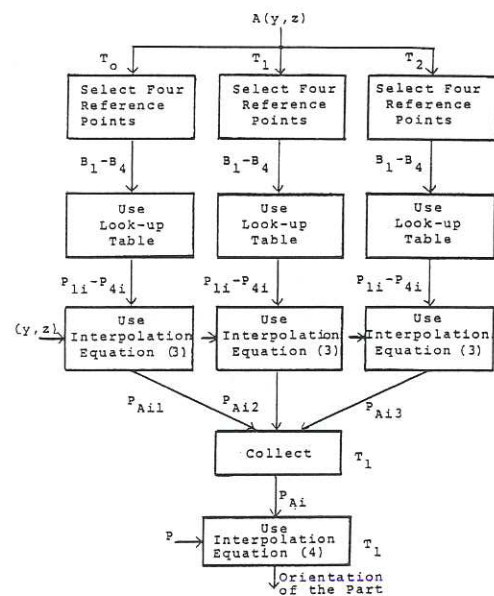 A(y,z)
T0 T1 T2
Select Four Reference Points
Select Four Reference Points
Select Four Reference Points
B1-B4 B1-B4 B1-B4
Use Look-up Table
Use Look-up Table
Use Look-up Table
P1i-P4i P1i-P4i P1i-P4i
(y,z)
Use Interpolation Equation (3)
Use Interpolation Equation (3)
Use Interpolation Equation (3)
PAi1 PAi2 PAi3
Collect T1
PAi
P
Use Interpolation Equation (4)
T1
Orientation
of the Part